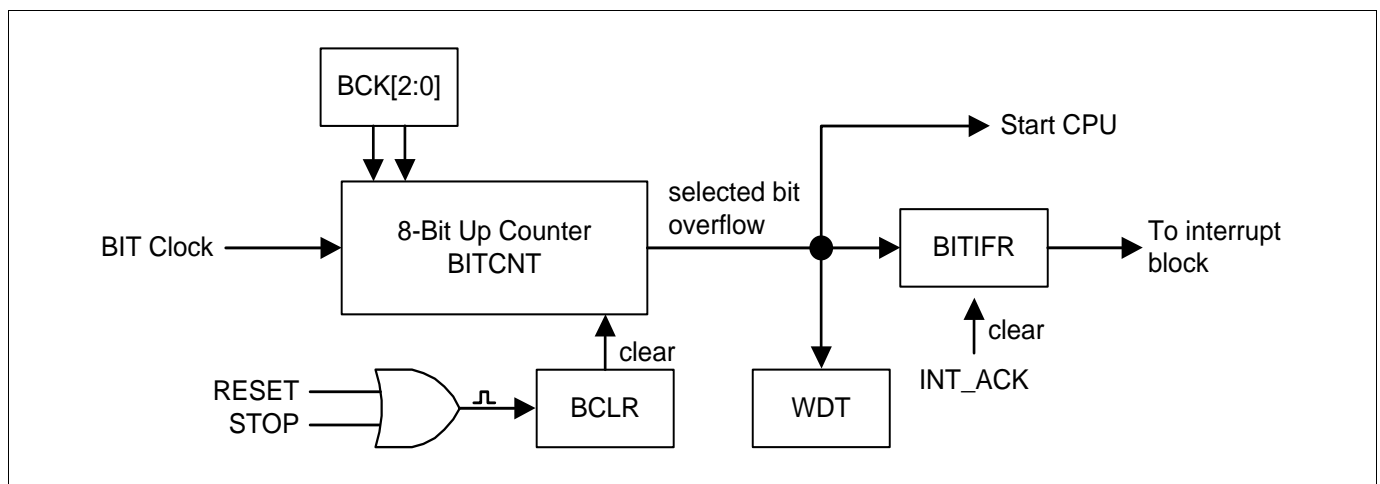 BCK[2:0]
Start CPU
selected bit
overflow
BIT Clock
8-Bit Up Counter
BITCNT
BITIFR
To interrupt
block
clear
clear
RESET
STOP
BCLR
WDT
INT_ACK